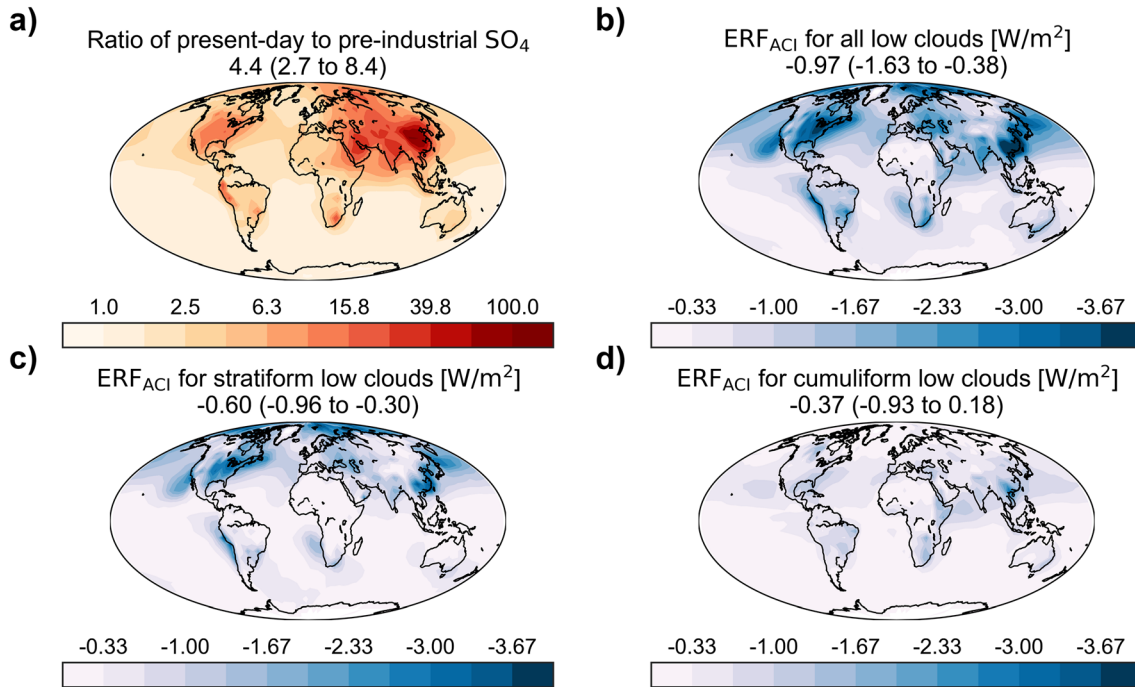 a)
Ratio of present-day to pre-industrial SO₄
4.4 (2.7 to 8.4)
1.0 2.5 6.3 15.8 39.8 100.0
b)
ERF_ACI for all low clouds [W/m²]
-0.97 (-1.63 to -0.38)
-0.33 -1.00 -1.67 -2.33 -3.00 -3.67
c)
ERF_ACI for stratiform low clouds [W/m²]
-0.60 (-0.96 to -0.30)
-0.33 -1.00 -1.67 -2.33 -3.00 -3.67
d)
ERF_ACI for cumuliform low clouds [W/m²]
-0.37 (-0.93 to 0.18)
-0.33 -1.00 -1.67 -2.33 -3.00 -3.67